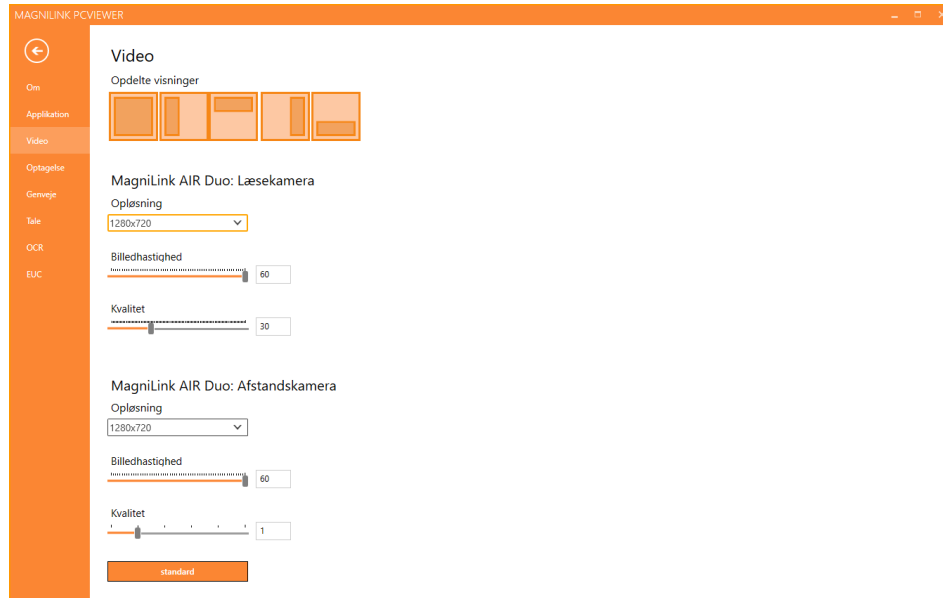 MAGNILINK PCVIEWER
Om
Applikation
Video
Optagelse
Genveje
Tale
OCR
EUC
Video
Opdelte visninger
MagniLink AIR Duo: Læsekamera
Opløsning
1280x720
Billedhastighed
60
Kvalitet
30
MagniLink AIR Duo: Afstandskamera
Opløsning
1280x720
Billedhastighed
60
Kvalitet
1
standard